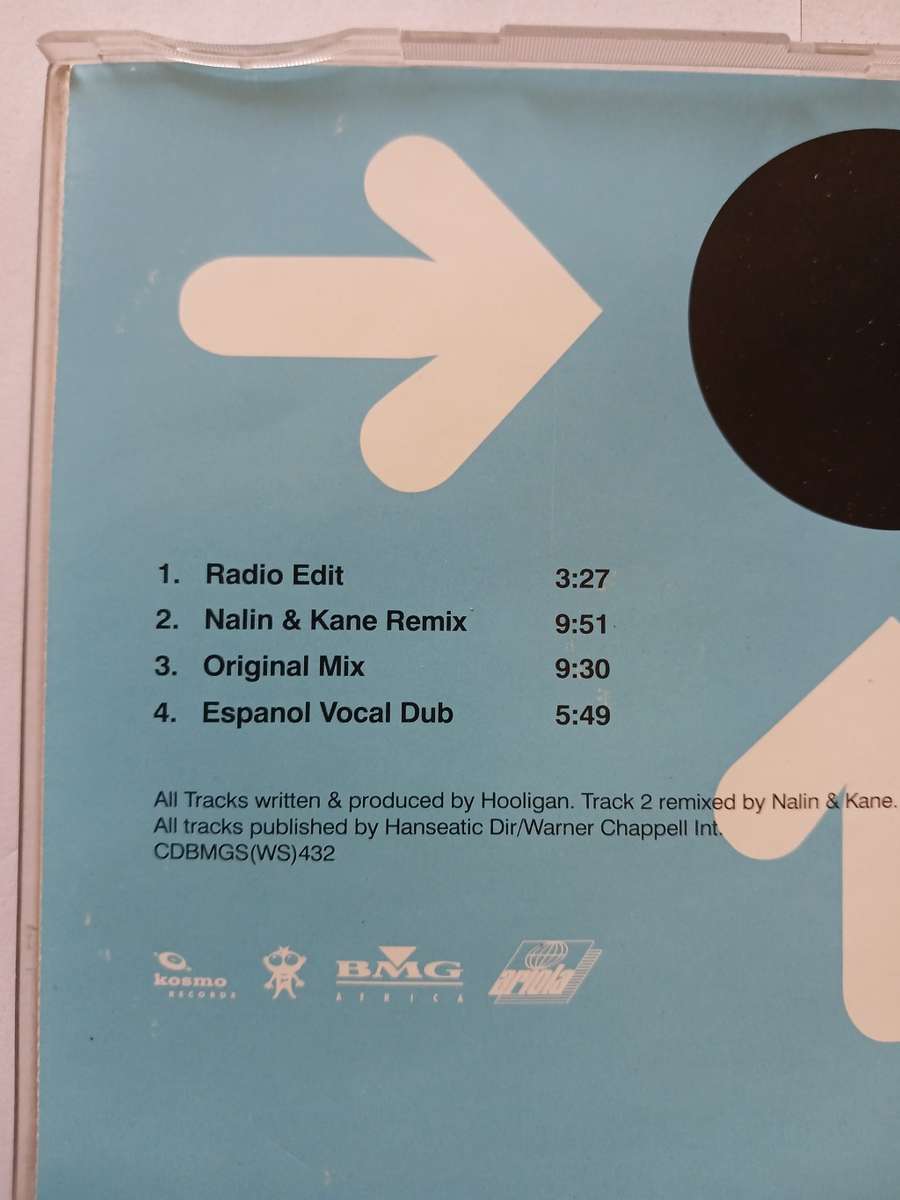 1. Radio Edit 3:27
2. Nalin & Kane Remix 9:51
3. Original Mix 9:30
4. Espanol Vocal Dub 5:49
All Tracks written & produced by Hooligan. Track 2 remixed by Nalin & Kane.
All tracks published by Hanseatic Dir/Warner Chappell Int.
CDBMGS(WS)432
kosmo
RECORDS
BMG
AFRICA
ariola